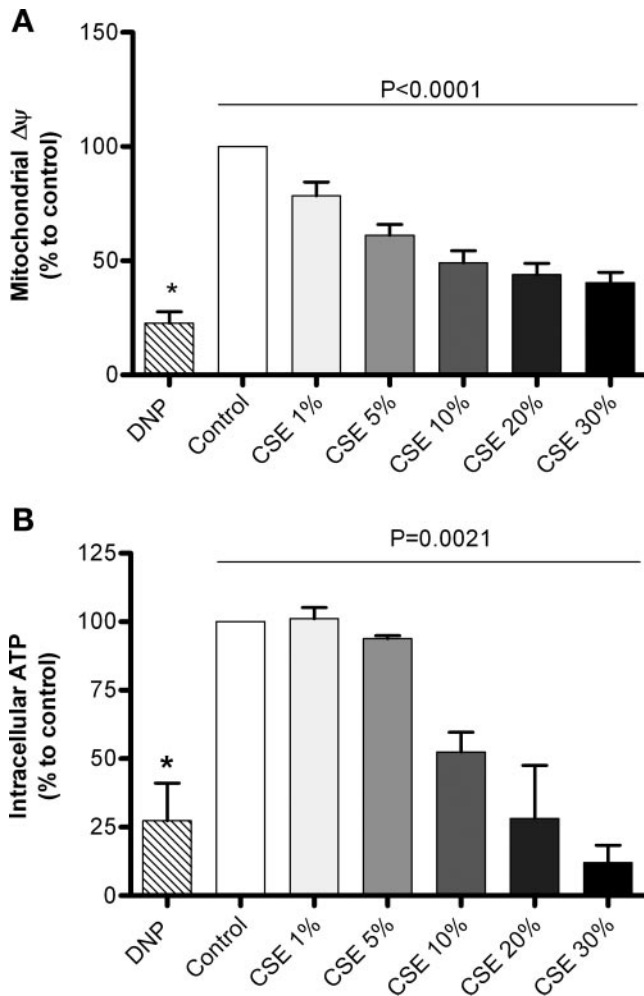 A
Mitochondrial Δψ
(% to control)
150
100
50
0
P<0.0001
*
DNP
Control
CSE 1%
CSE 5%
CSE 10%
CSE 20%
CSE 30%
B
Intracellular ATP
(% to control)
125
100
75
50
25
0
P=0.0021
*
DNP
Control
CSE 1%
CSE 5%
CSE 10%
CSE 20%
CSE 30%